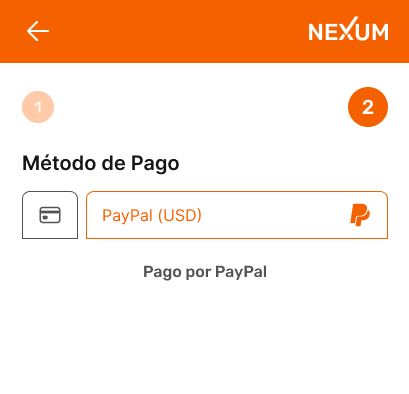 NEXUM
1
2
Método de Pago
PayPal (USD)
Pago por PayPal